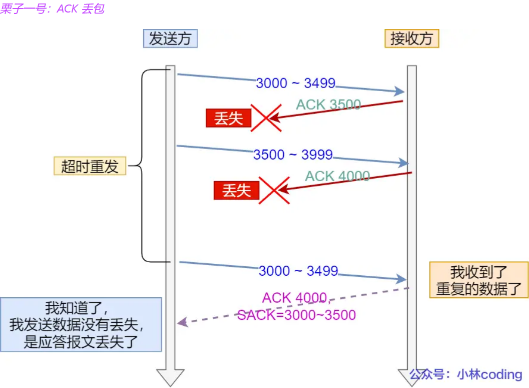 栗子一号：ACK 丢包
发送方
接收方
3000 ~ 3499
ACK 3500
丢失
超时重发
3500 ~ 3999
ACK 4000
丢失
3000 ~ 3499
我收到了
重复的数据了
ACK 4000,
SACK=3000~3500
我知道了，
我发送数据没有丢失，
是应答报文丢失了
公众号：小林coding